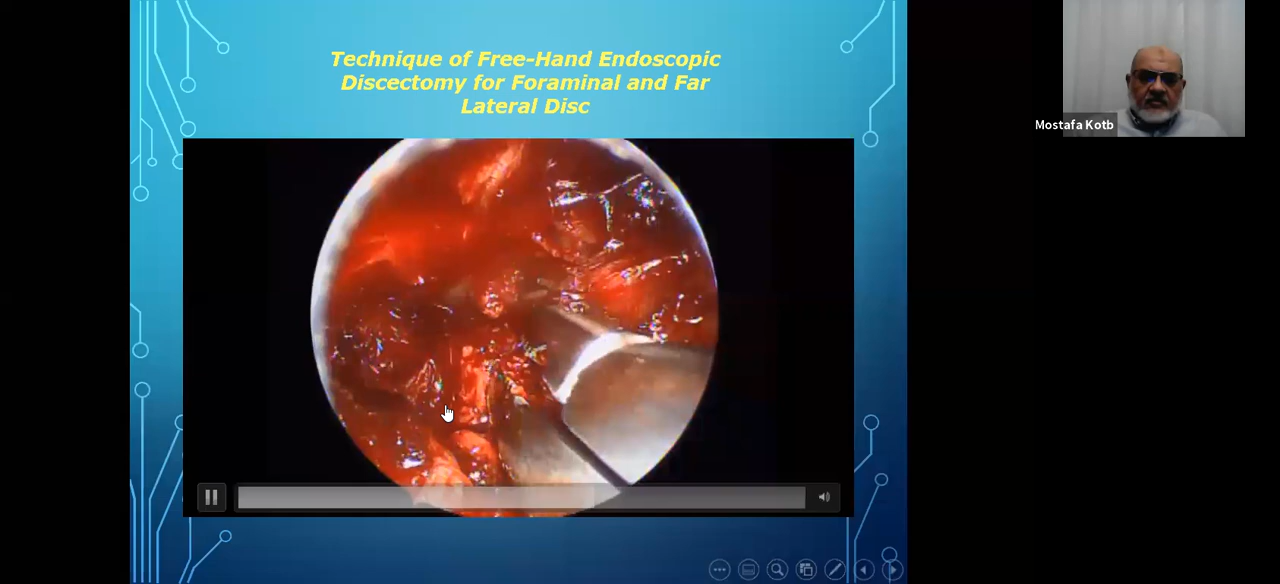 Technique of Free-Hand Endoscopic
Discectomy for Foraminal and Far
Lateral Disc
Mostafa Kotb